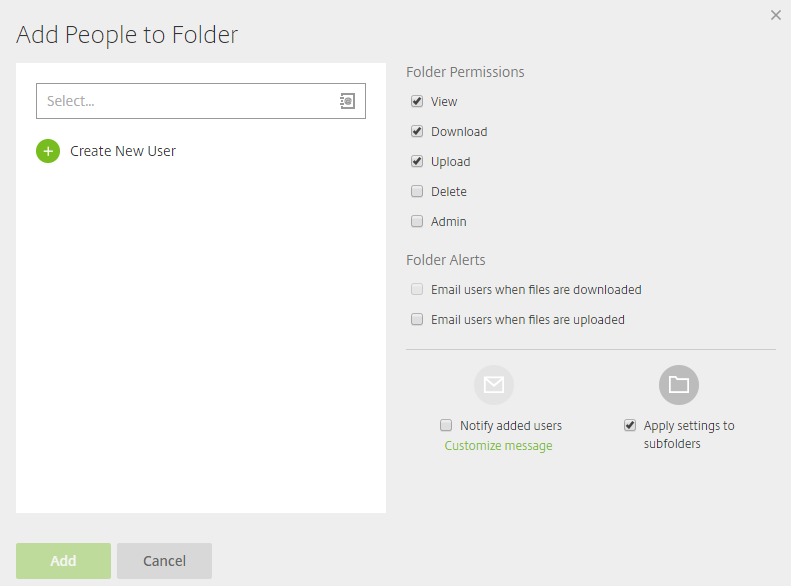 Add People to Folder
Select...
Create New User
Folder Permissions
View
Download
Upload
Delete
Admin
Folder Alerts
Email users when files are downloaded
Email users when files are uploaded
Notify added users
Customize message
Apply settings to
subfolders
Add
Cancel